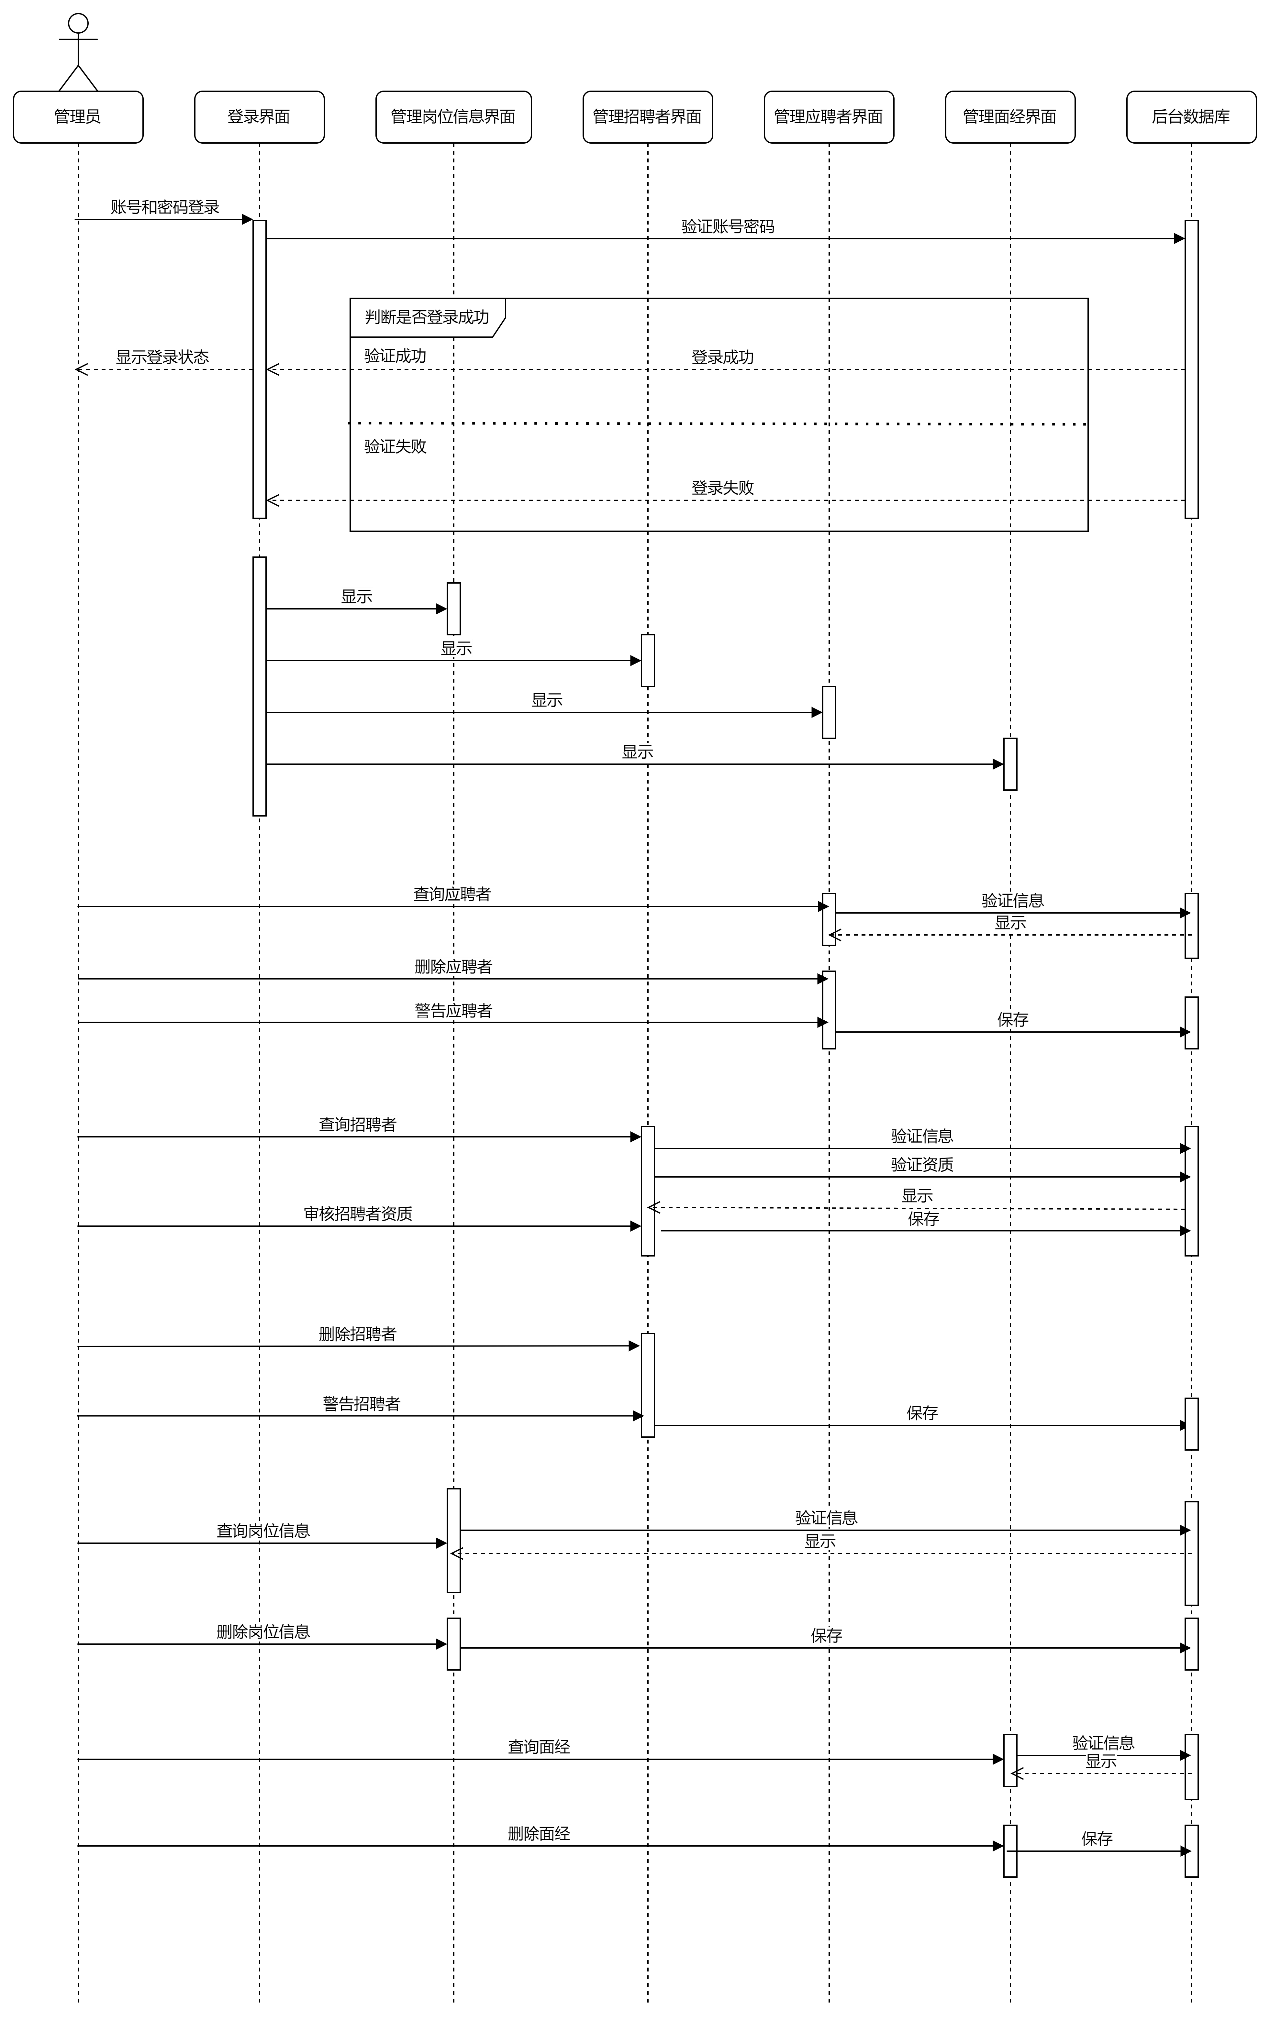 管理员
登录界面
管理岗位信息界面
管理招聘者界面
管理应聘者界面
管理面经界面
后台数据库
账号和密码登录
验证账号密码
判断是否登录成功
显示登录状态
验证成功
登录成功
验证失败
登录失败
显示
显示
显示
显示
查询应聘者
验证信息
显示
删除应聘者
警告应聘者
保存
查询招聘者
验证信息
验证资质
显示
审核招聘者资质
保存
删除招聘者
警告招聘者
保存
验证信息
查询岗位信息
显示
删除岗位信息
保存
查询面经
验证信息
显示
删除面经
保存